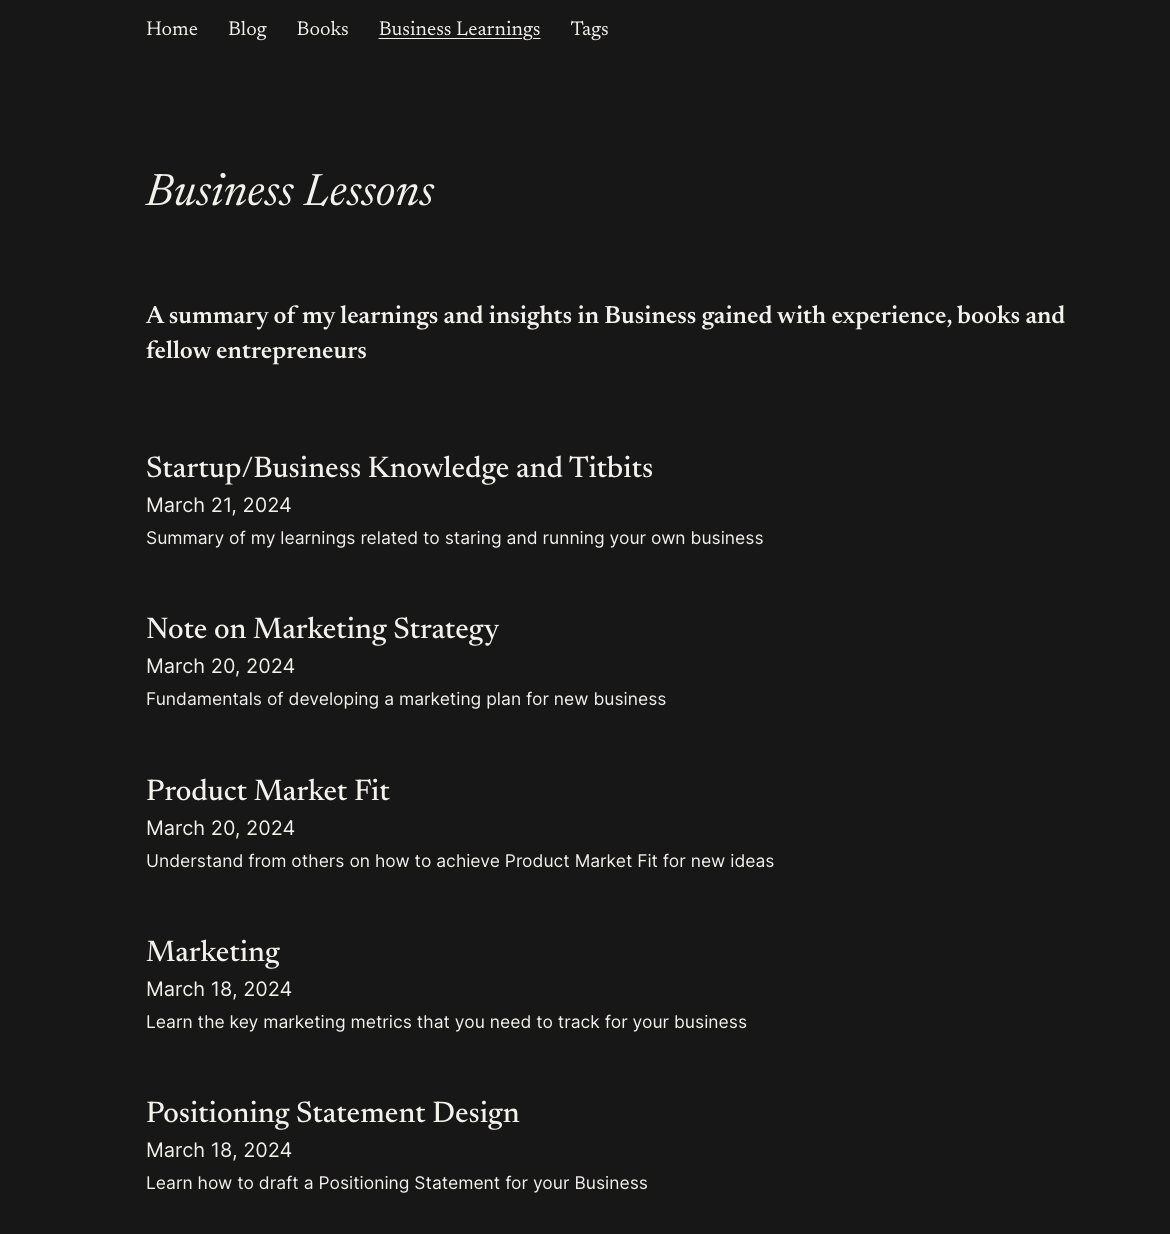 Home Blog Books Business Learnings Tags
Business Lessons
A summary of my learnings and insights in Business gained with experience, books and
fellow entrepreneurs
Startup/Business Knowledge and Titbits
March 21, 2024
Summary of my learnings related to staring and running your own business
Note on Marketing Strategy
March 20, 2024
Fundamentals of developing a marketing plan for new business
Product Market Fit
March 20, 2024
Understand from others on how to achieve Product Market Fit for new ideas
Marketing
March 18, 2024
Learn the key marketing metrics that you need to track for your business
Positioning Statement Design
March 18, 2024
Learn how to draft a Positioning Statement for your Business